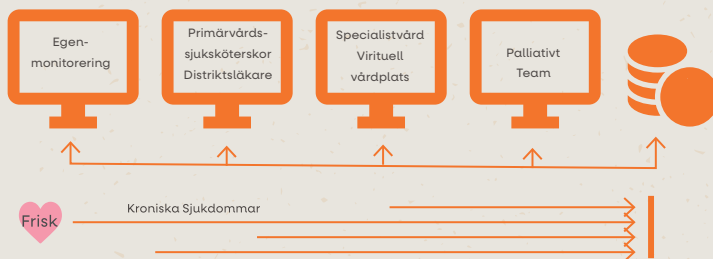 Egen-
monitorering
Primärvårds-
sjuksköterskor
Distriktsläkare
Specialistvård
Virituell
vårdplats
Palliativt
Team
Kroniska Sjukdommar
Frisk